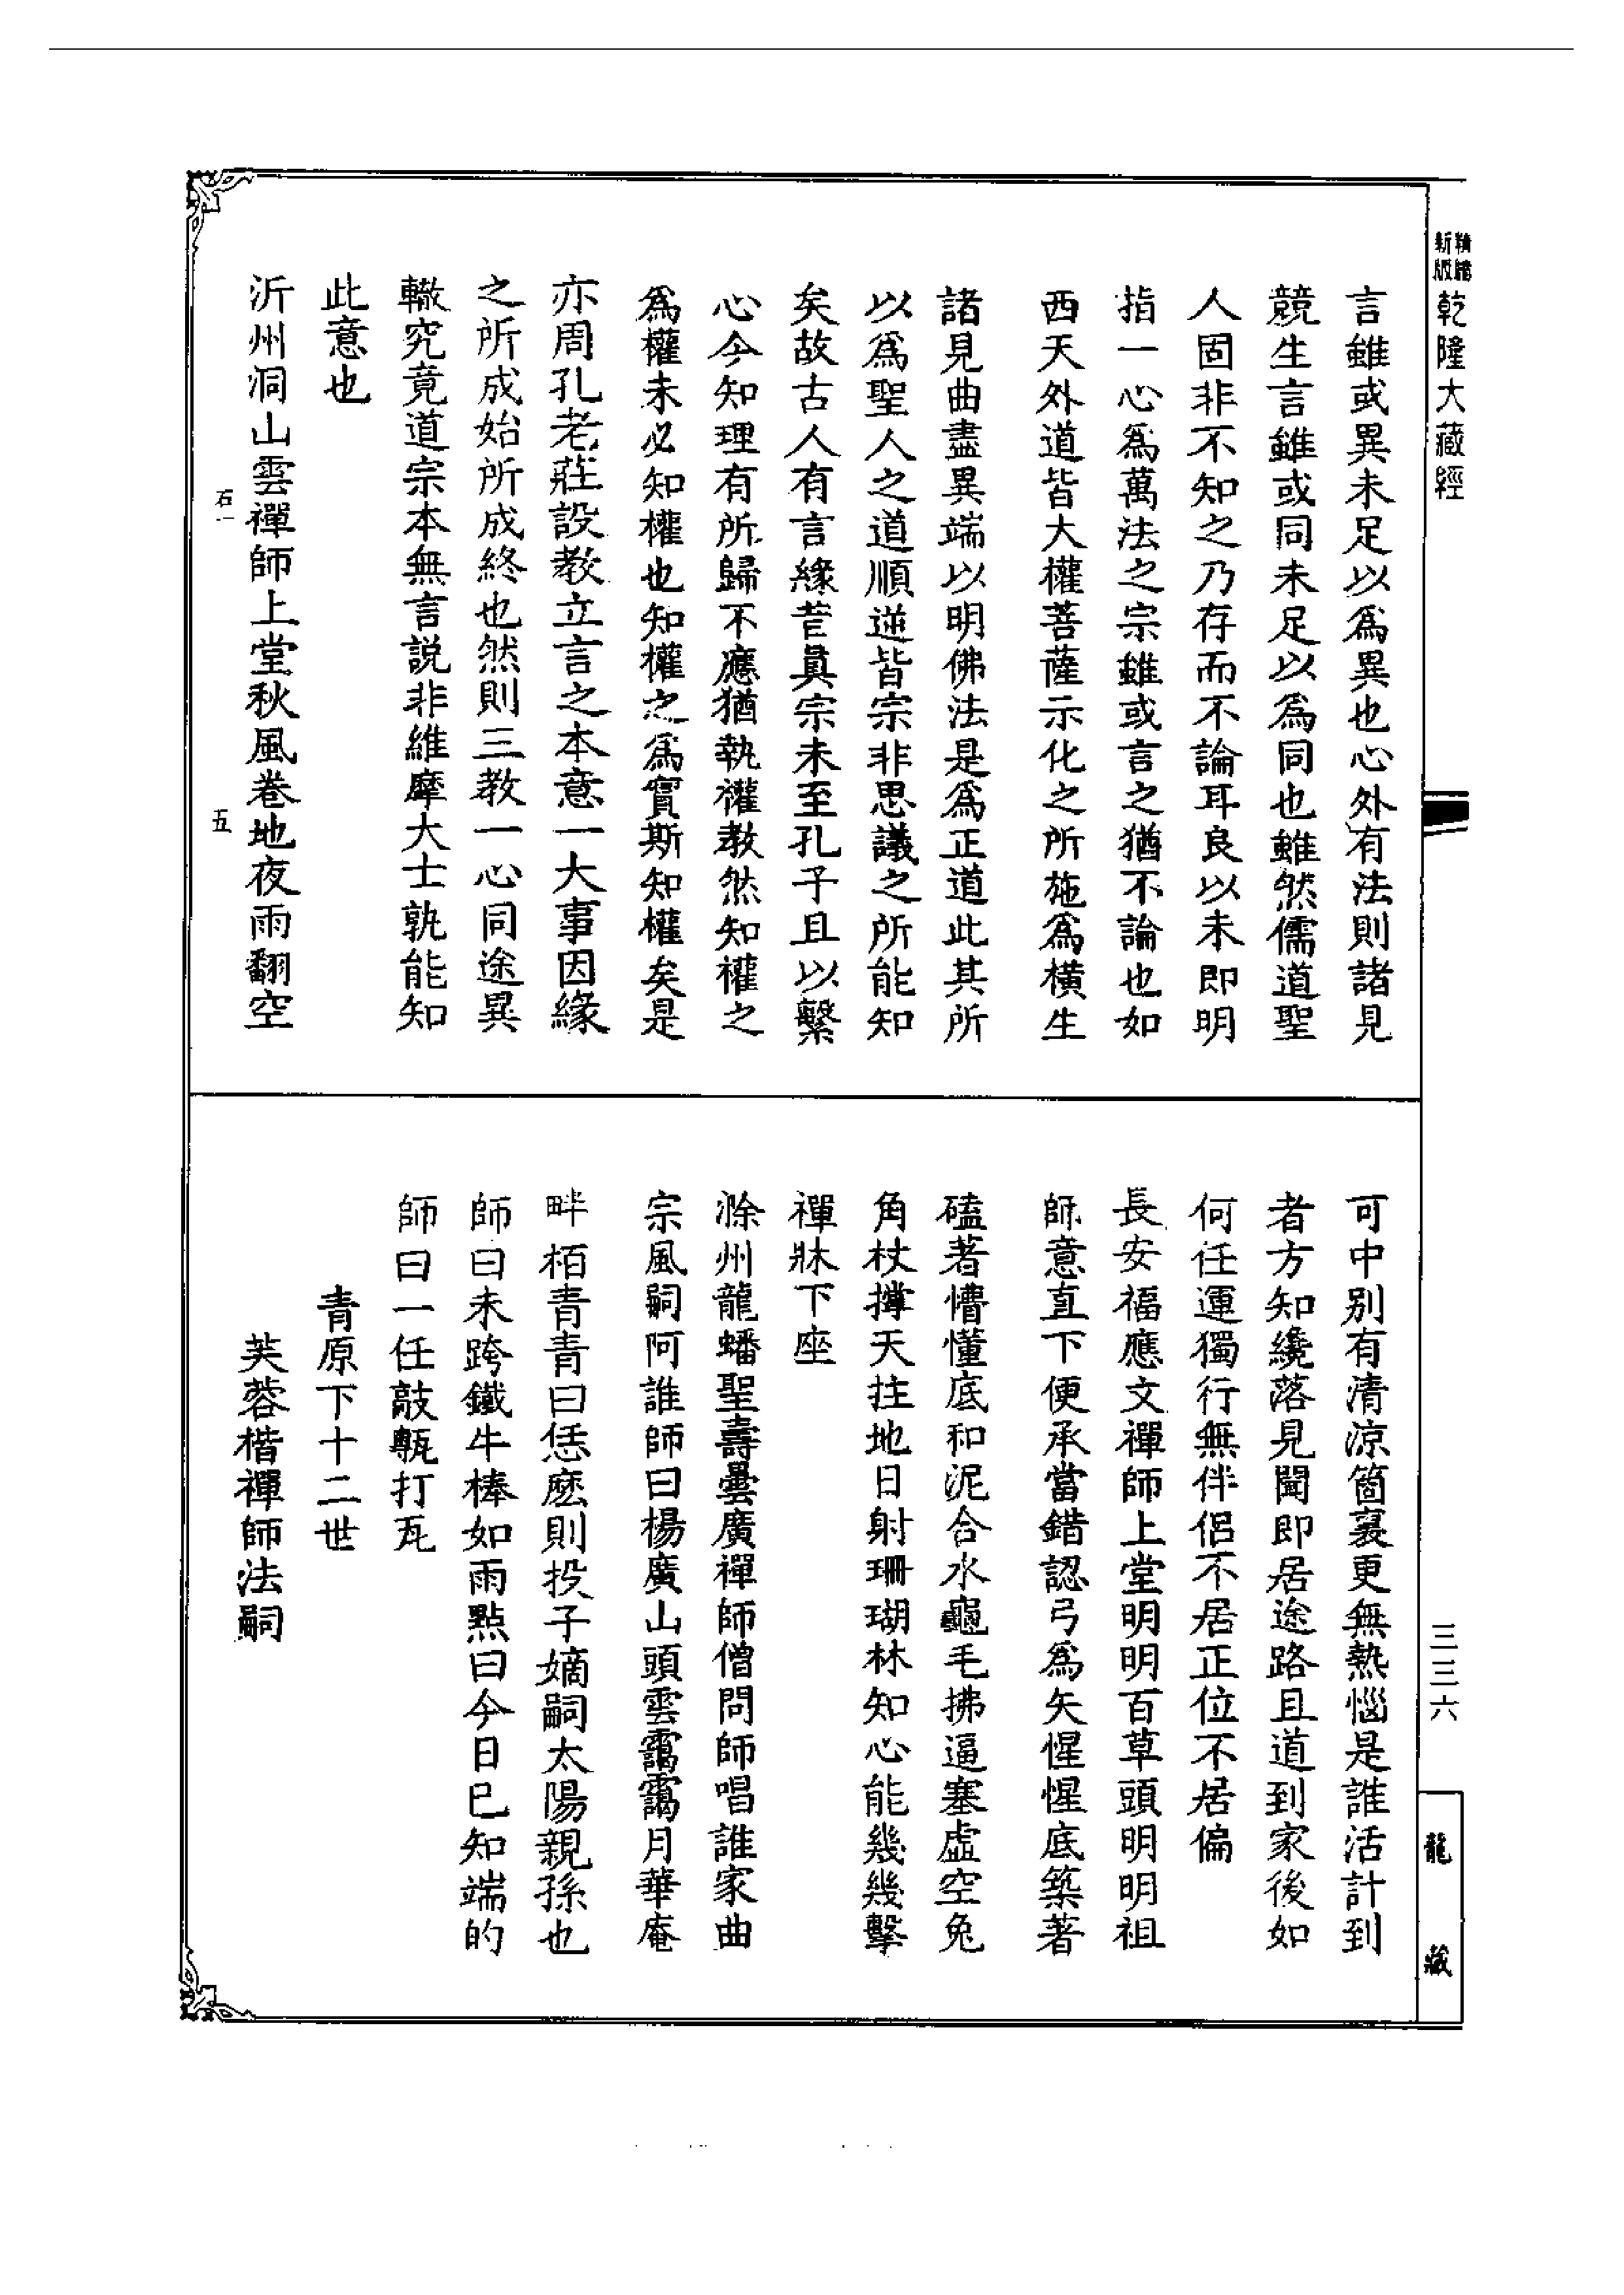 精縮新版乾隆大藏經
言雖或異未足以為異也心外有法則諸見
競生言雖或同未足以為同也雖然儒道聖
人固非不知之乃存而不論耳良以未即明
指一心為萬法之宗雖或言之猶不論也如
西天外道皆大權菩薩示化之所施為橫生
諸見曲盡異端以明佛法是為正道此其所
以為聖人之道順逆皆宗非思議之所能知
矣故古人有言緣昔真宗未至孔子且以繫
心今知理有所歸不應猶執權教然知權之
為權未必知權也知權之為實斯知權矣是
亦周孔老莊設教立言之本意一大事因緣
之所成始所成終也然則三教一心同途異
轍究竟道宗本無言說非維摩大士孰能知
此意也
沂州洞山雲禪師上堂秋風卷地夜雨翻空
石一
五
可中別有清涼箇裏更無熱惱是誰活計到
者方知纔落見聞即居途路且道到家後如
何任運獨行無伴侶不居正位不居偏
長安福應文禪師上堂明明百草頭明明祖
師意直下便承當錯認弓為矢惺惺底築著
磕著懵懂底和泥合水龜毛拂逼塞虛空兔
角杖撐天拄地日射珊瑚林知心能幾幾擊
禪牀下座
滁州龍蟠聖壽曇廣禪師僧問師唱誰家曲
宗風嗣阿誰師曰楊廣山頭雲靄靄月華庵
畔栢青青曰恁麼則投子嫡嗣太陽親孫也
師曰未跨鐵牛棒如雨點曰今日已知端的
師曰一任敲甎打瓦
青原下十二世
芙蓉楷禪師法嗣
三三六
龍藏